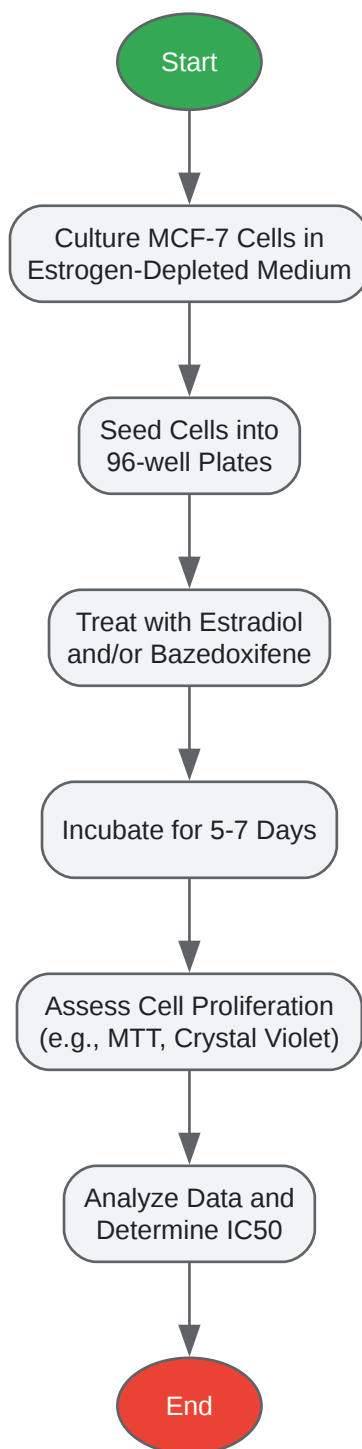 Start
Culture MCF-7 Cells in
Estrogen-Depleted Medium
Seed Cells into
96-well Plates
Treat with Estradiol
and/or Bazedoxifene
Incubate for 5-7 Days
Assess Cell Proliferation
(e.g., MTT, Crystal Violet)
Analyze Data and
Determine IC50
End